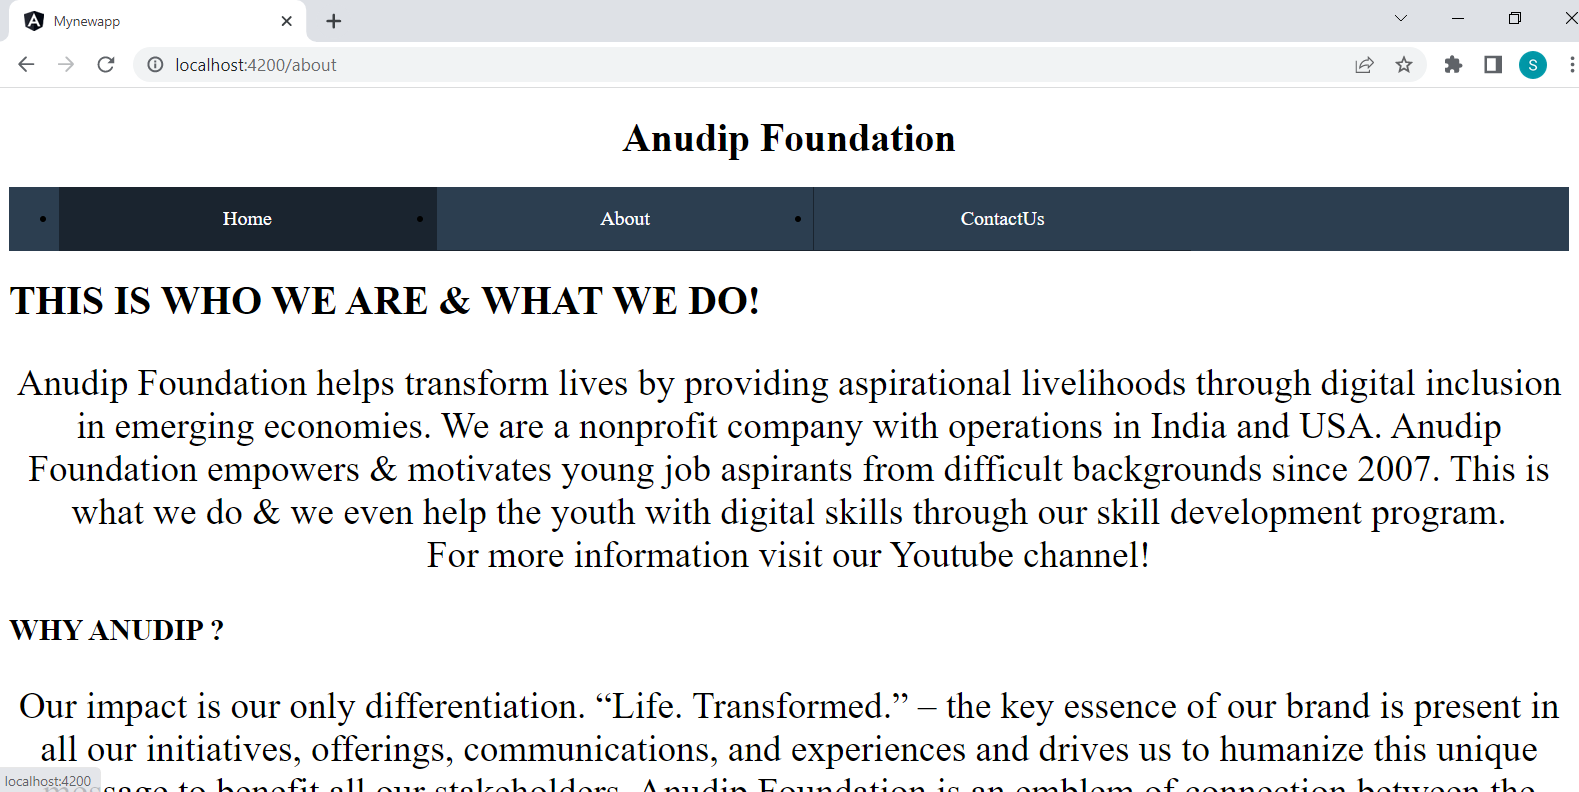 Mynewapp
localhost:4200/about
S
Anudip Foundation
Home
About
ContactUs
THIS IS WHO WE ARE & WHAT WE DO!
Anudip Foundation helps transform lives by providing aspirational livelihoods through digital inclusion
in emerging economies. We are a nonprofit company with operations in India and USA. Anudip
Foundation empowers & motivates young job aspirants from difficult backgrounds since 2007. This is
what we do & we even help the youth with digital skills through our skill development program.
For more information visit our Youtube channel!
WHY ANUDIP ?
Our impact is our only differentiation. “Life. Transformed.” – the key essence of our brand is present in
all our initiatives, offerings, communications, and experiences and drives us to humanize this unique
message to benefit all our stakeholders. Anudip Foundation is an emblem of connection between the
localhost:4200